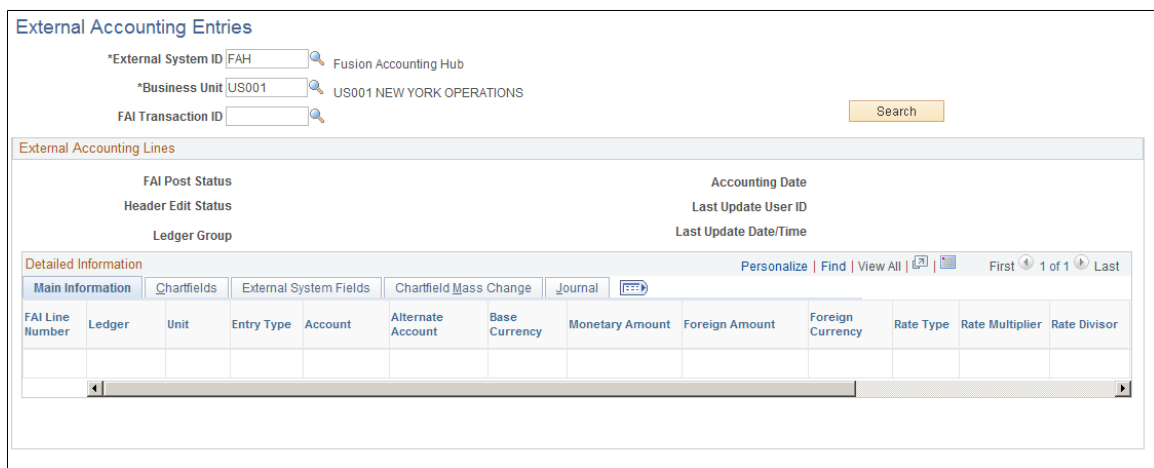 External Accounting Entries
*External System ID FAH Fusion Accounting Hub
*Business Unit US001 US001 NEW YORK OPERATIONS
FAI Transaction ID Search
External Accounting Lines
FAI Post Status Accounting Date
Header Edit Status Last Update User ID
Ledger Group Last Update Date/Time
Detailed Information Personalize | Find | View All | | First 1 of 1 Last
Main Information Chartfields External System Fields Chartfield Mass Change Journal
FAI Line Number Ledger Unit Entry Type Account Alternate Account Base Currency Monetary Amount Foreign Amount Foreign Currency Rate Type Rate Multiplier Rate Divisor